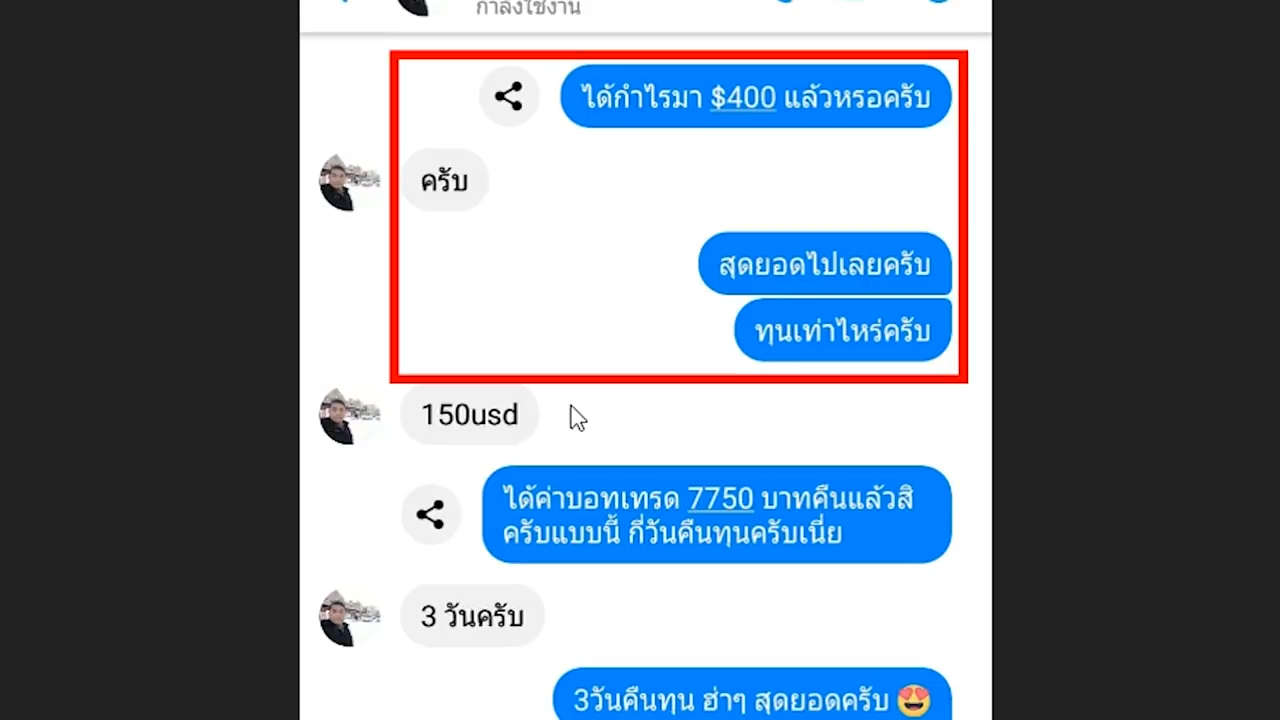 กำลังใช้งาน
ได้กำไรมา $400 แล้วหรอครับ
ครับ
สุดยอดไปเลยครับ
ทุนเท่าไหร่ครับ
150usd
ได้ค่าบอทเทรด 7750 บาทคืนแล้วสิ
ครับแบบนี้ กี่วันคืนทุนครับเนี่ย
3 วันครับ
3วันคืนทุน ฮ่าๆ สุดยอดครับ 😍